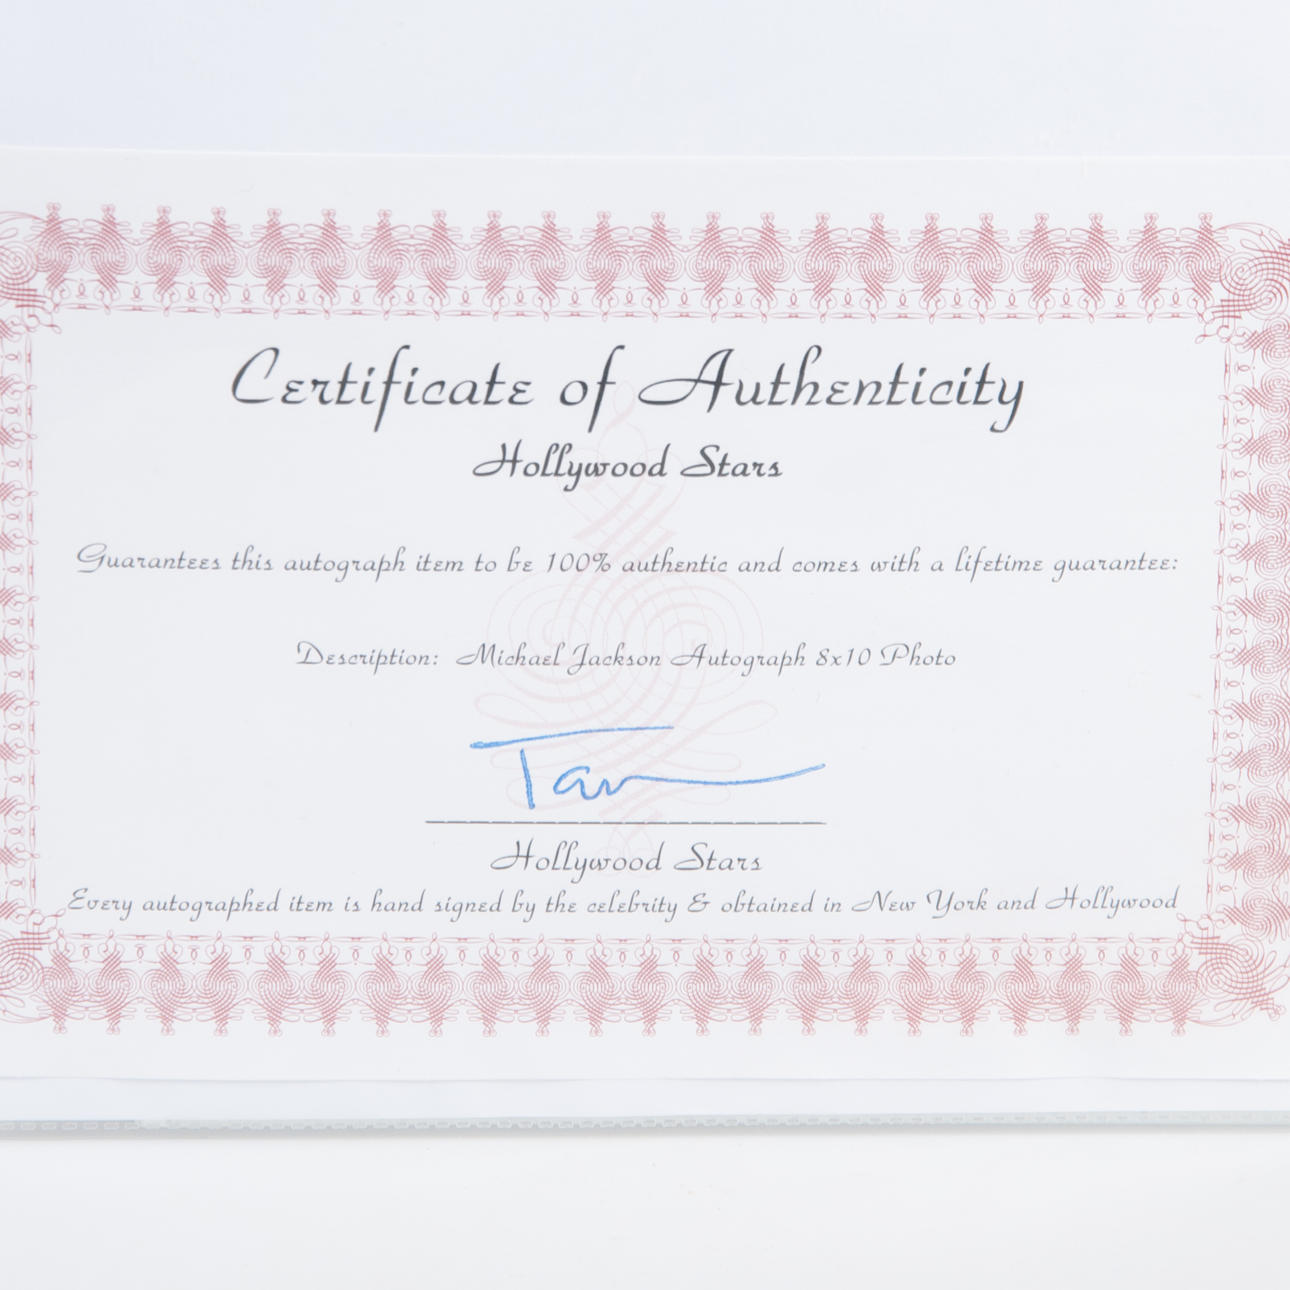 Certificate of Authenticity
Hollywood Stars
Guarantees this autograph item to be 100% authentic and comes with a lifetime guarantee:
Description: Michael Jackson Autograph 8x10 Photo
Hollywood Stars
Every autographed item is hand signed by the celebrity & obtained in New York and Hollywood